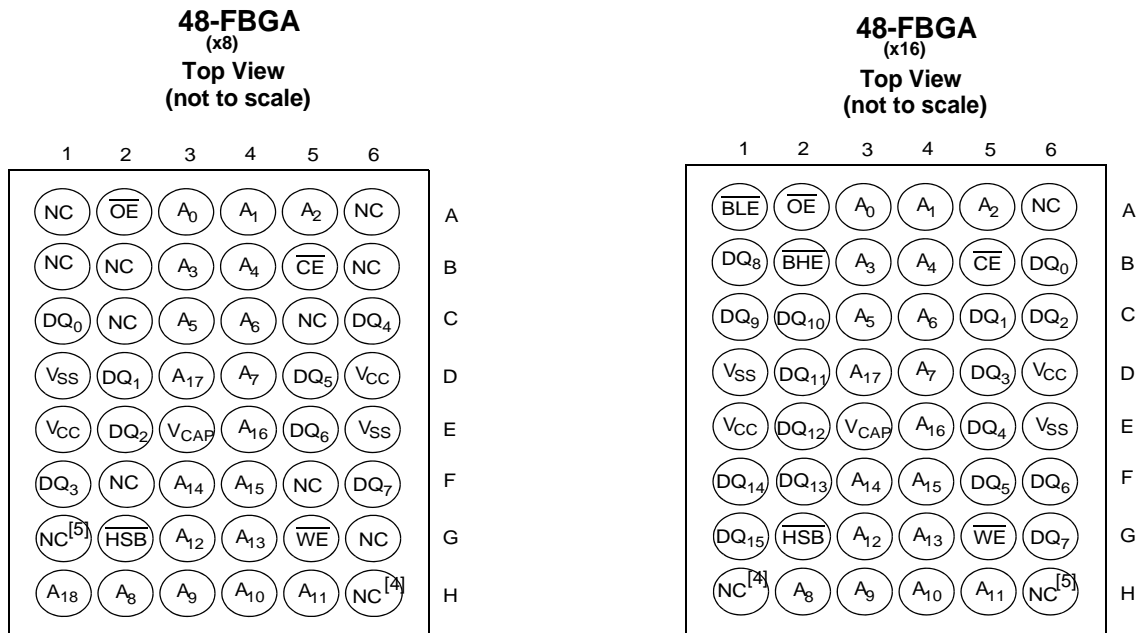 48-FBGA
(x8)
Top View
(not to scale)
1 2 3 4 5 6
NC OE A0 A1 A2 NC A
NC NC A3 A4 CE NC B
DQ0 NC A5 A6 NC DQ4 C
VSS DQ1 A17 A7 DQ5 VCC D
VCC DQ2 VCAP A16 DQ6 VSS E
DQ3 NC A14 A15 NC DQ7 F
NC[5] HSB A12 A13 WE NC G
A18 A8 A9 A10 A11 NC[4] H
48-FBGA
(x16)
Top View
(not to scale)
1 2 3 4 5 6
BLE OE A0 A1 A2 NC A
DQ8 BHE A3 A4 CE DQ0 B
DQ9 DQ10 A5 A6 DQ1 DQ2 C
VSS DQ11 A17 A7 DQ3 VCC D
VCC DQ12 VCAP A16 DQ4 VSS E
DQ14 DQ13 A14 A15 DQ5 DQ6 F
DQ15 HSB A12 A13 WE DQ7 G
NC[4] A8 A9 A10 A11 NC[5] H